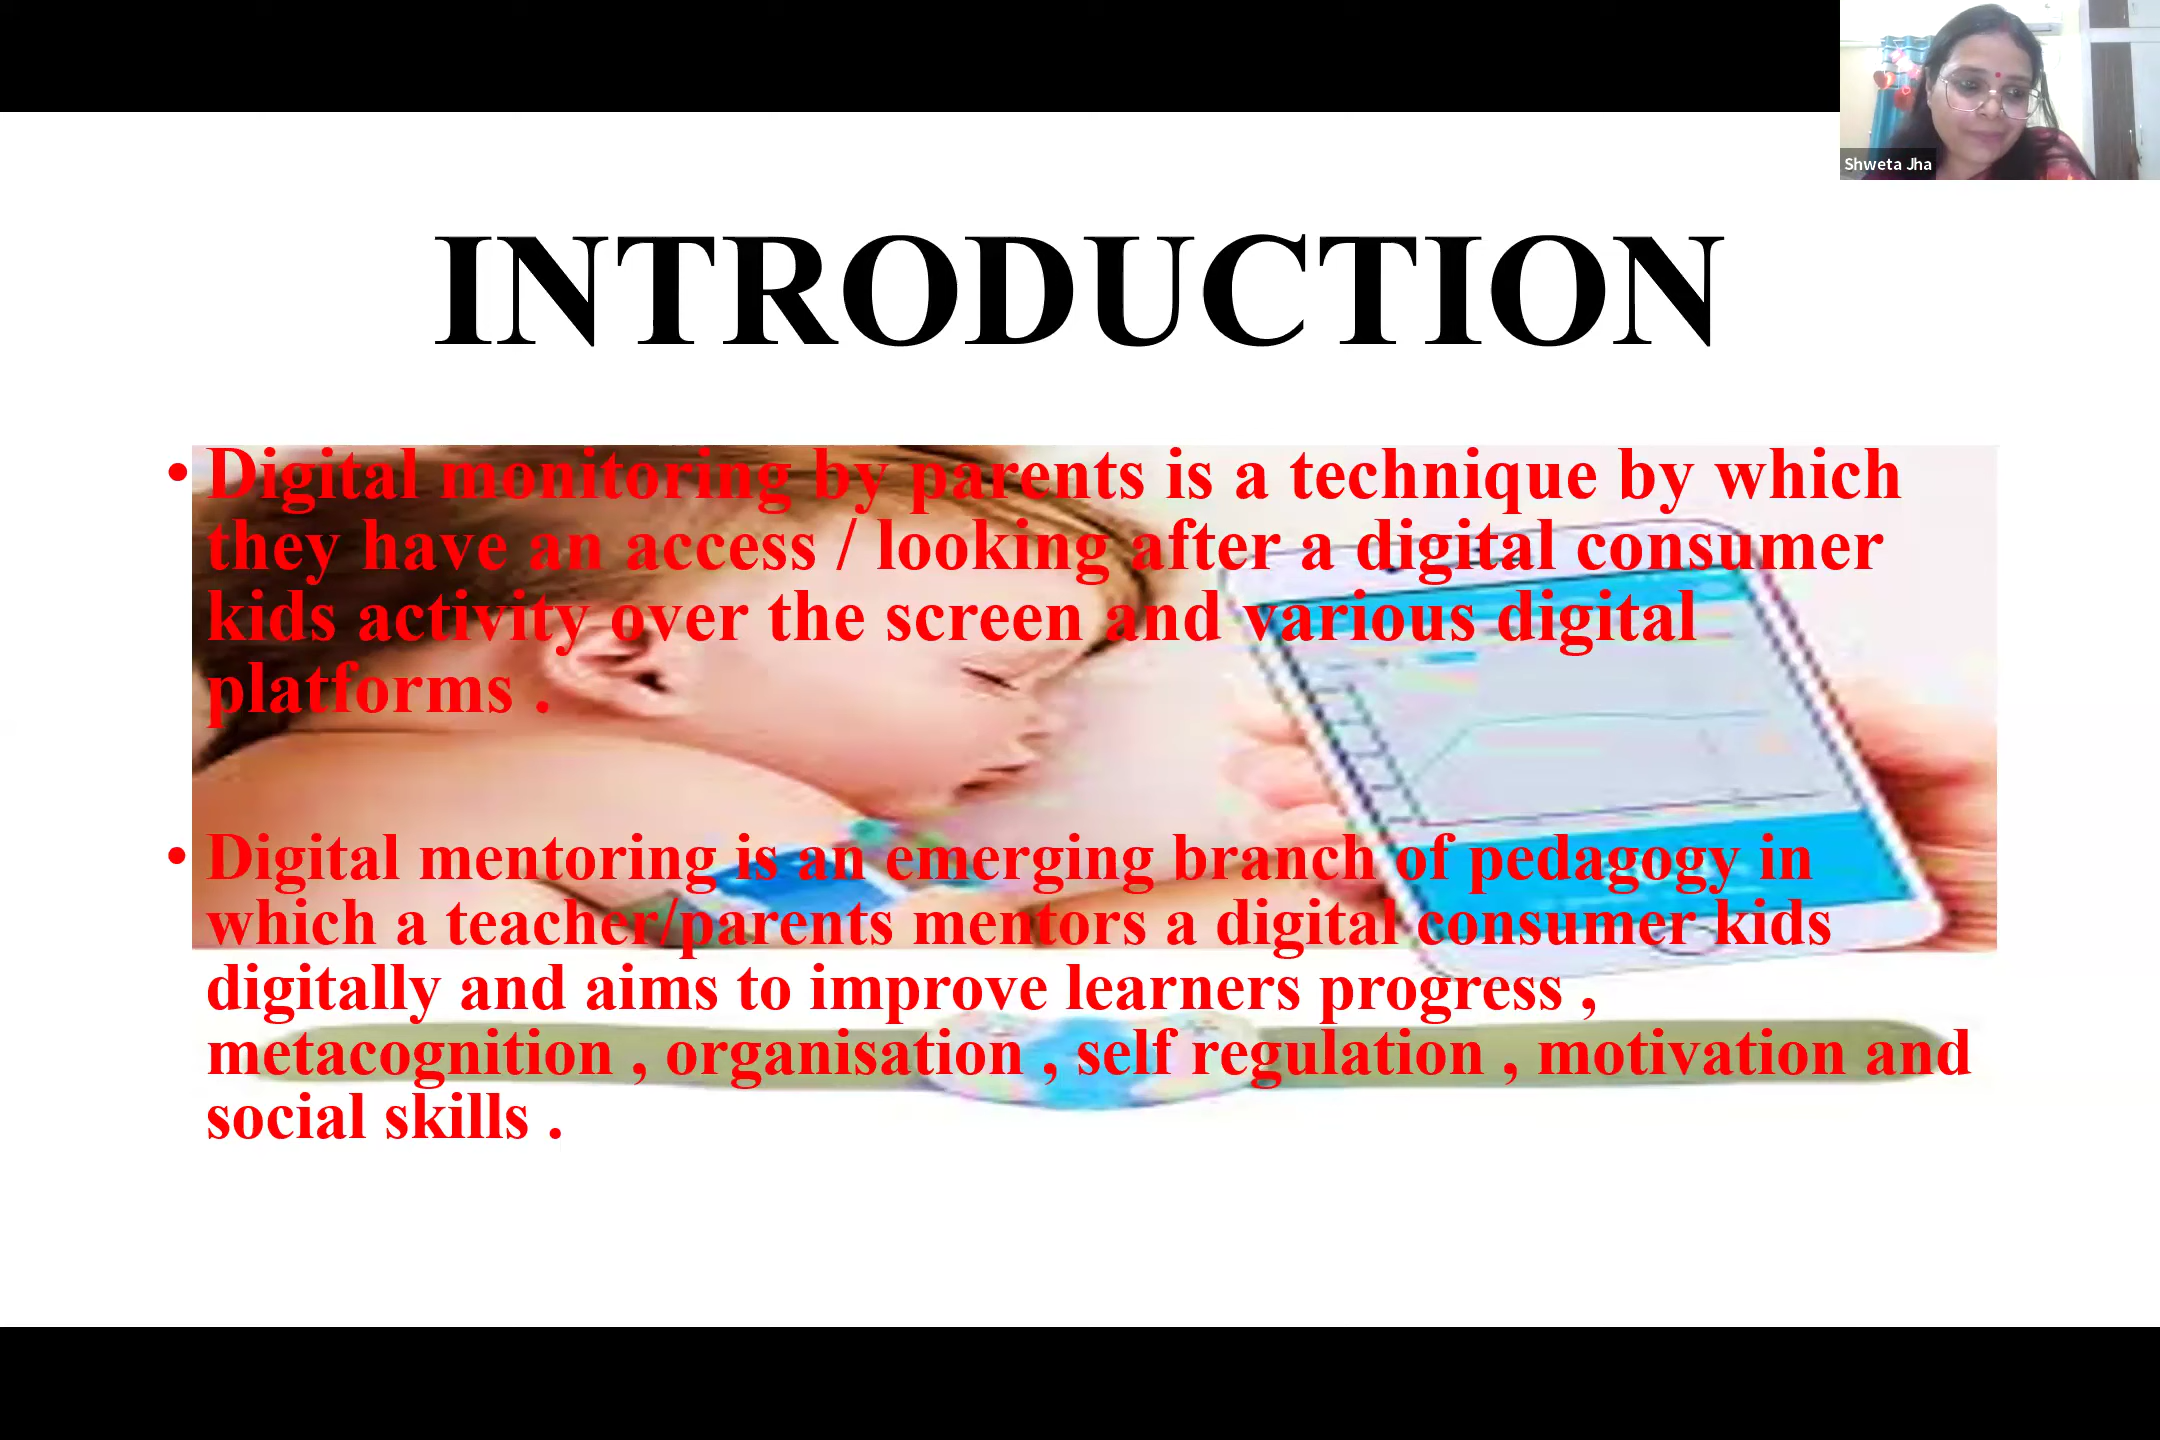 Shweta Jha
INTRODUCTION
• Digital monitoring by parents is a technique by which
they have an access / looking after a digital consumer
kids activity over the screen and various digital
platforms .
• Digital mentoring is an emerging branch of pedagogy in
which a teacher/parents mentors a digital consumer kids
digitally and aims to improve learners progress ,
metacognition , organisation , self regulation , motivation and
social skills .